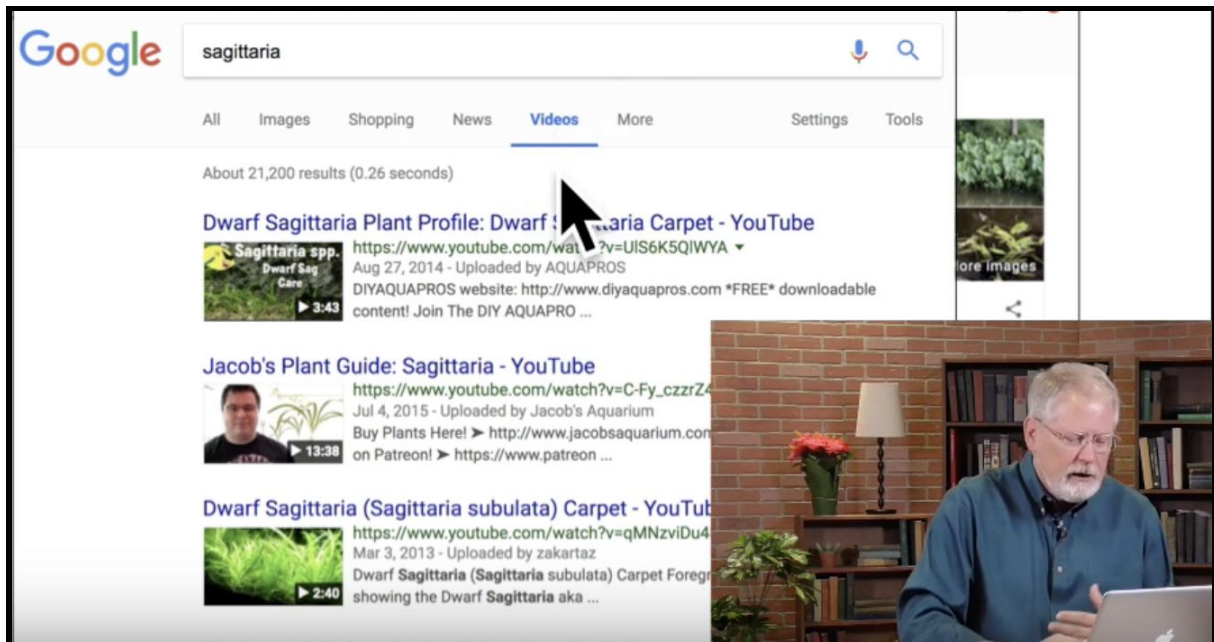 Google
sagittaria
All Images Shopping News Videos More Settings Tools
About 21,200 results (0.26 seconds)
Dwarf Sagittaria Plant Profile: Dwarf Carpet - YouTube
https://www.youtube.com/ ?v=UlS6K5QlWYA
Aug 27, 2014 - Uploaded by AQUAPROS
DIYAQUAPROS website: http://www.diyaquapros.com *FREE* downloadable
content! Join The DIY AQUAPRO ...
Sagittaria spp.
Dwarf Sag
Care
3:43
ore images
Jacob's Plant Guide: Sagittaria - YouTube
https://www.youtube.com/watch?v=C-Fy_czzrZ4
Jul 4, 2015 - Uploaded by Jacob's Aquarium
Buy Plants Here! ➤ http://www.jacobsaquarium.com
on Patreon! ➤ https://www.patreon ...
13:38
Dwarf Sagittaria (Sagittaria subulata) Carpet - YouTub
https://www.youtube.com/watch?v=qMNzviDu4
Mar 3, 2013 - Uploaded by zakartaz
Dwarf Sagittaria (Sagittaria subulata) Carpet Foregr
showing the Dwarf Sagittaria aka ...
2:40